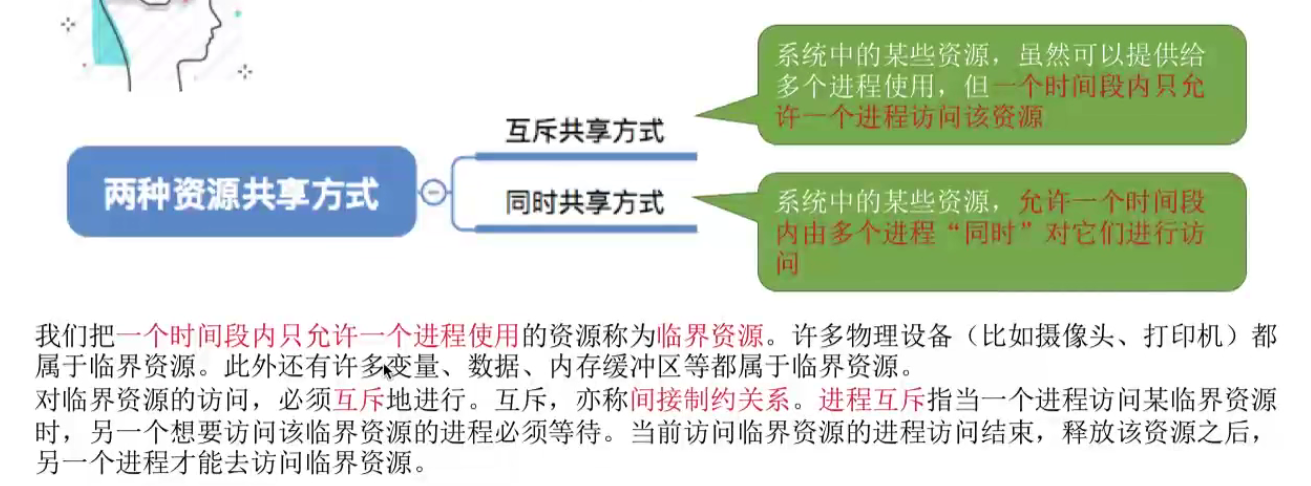 系统中的某些资源，虽然可以提供给
多个进程使用，但一个时间段内只允
许一个进程访问该资源
互斥共享方式
两种资源共享方式
同时共享方式
系统中的某些资源，允许一个时间段
内由多个进程“同时”对它们进行访
问
我们把一个时间段内只允许一个进程使用的资源称为临界资源。许多物理设备（比如摄像头、打印机）都
属于临界资源。此外还有许多变量、数据、内存缓冲区等都属于临界资源。
对临界资源的访问，必须互斥地进行。互斥，亦称间接制约关系。进程互斥指当一个进程访问某临界资源
时，另一个想要访问该临界资源的进程必须等待。当前访问临界资源的进程访问结束，释放该资源之后，
另一个进程才能去访问临界资源。